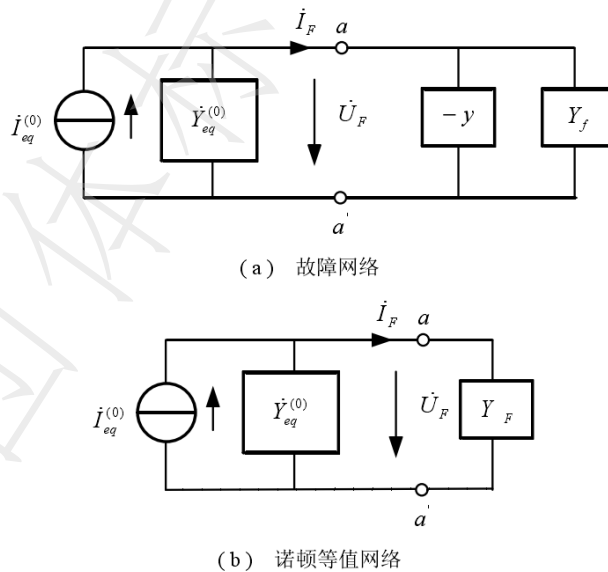 İ_F a
İ_eq^(0) Ẏ_eq^(0) U̇_F −y Y_f
a'
(a) 故障网络
İ_F a
İ_eq^(0) Ẏ_eq^(0) U̇_F Y_F
a'
(b) 诺顿等值网络